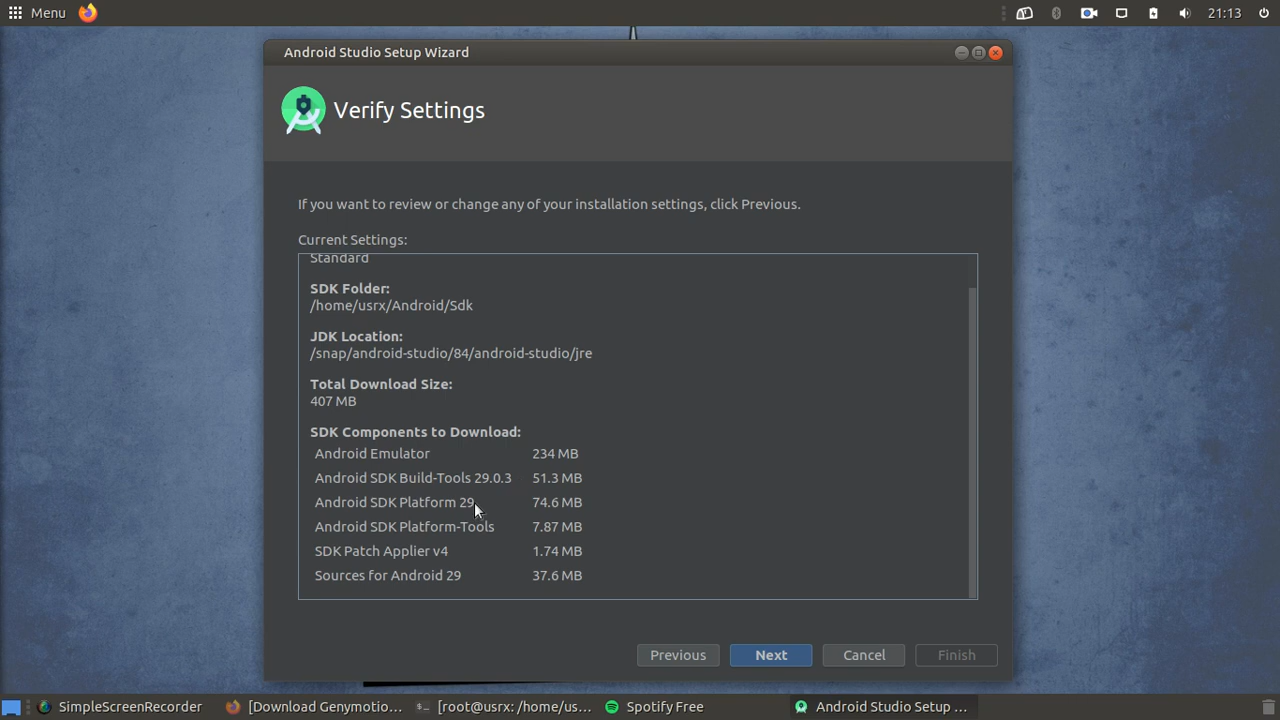 Menu
21:13
Android Studio Setup Wizard
Verify Settings
If you want to review or change any of your installation settings, click Previous.
Current Settings:
Standard
SDK Folder:
/home/usrx/Android/Sdk
JDK Location:
/snap/android-studio/84/android-studio/jre
Total Download Size:
407 MB
SDK Components to Download:
Android Emulator 234 MB
Android SDK Build-Tools 29.0.3 51.3 MB
Android SDK Platform 29 74.6 MB
Android SDK Platform-Tools 7.87 MB
SDK Patch Applier v4 1.74 MB
Sources for Android 29 37.6 MB
Previous Next Cancel Finish
SimpleScreenRecorder [Download Genymotio... [root@usrx: /home/us... Spotify Free Android Studio Setup ...